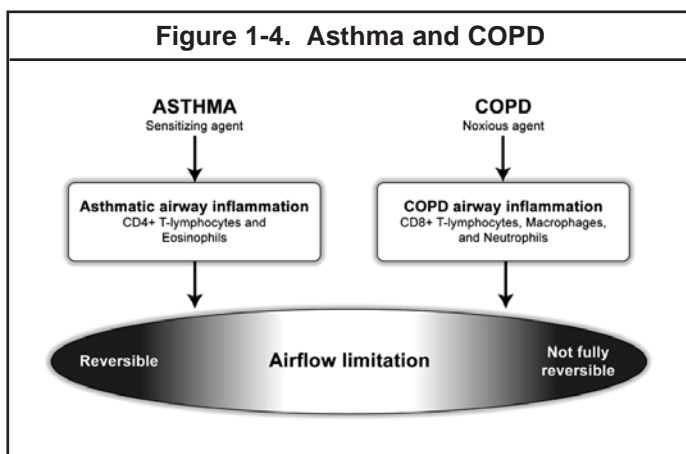 Figure 1-4.  Asthma and COPD
ASTHMA
Sensitizing agent
COPD
Noxious agent
Asthmatic airway inflammation
CD4+ T-lymphocytes and
Eosinophils
COPD airway inflammation
CD8+ T-lymphocytes, Macrophages,
and Neutrophils
Reversible
Airflow limitation
Not fully
reversible